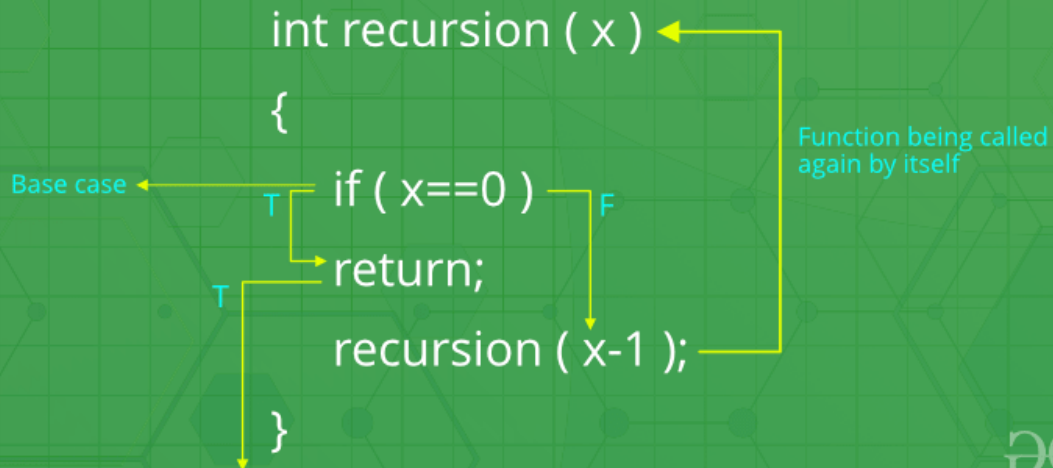 int recursion ( x )
{
Function being called
again by itself
Base case
if ( x==0 )
T
F
return;
T
recursion ( x-1 );
}